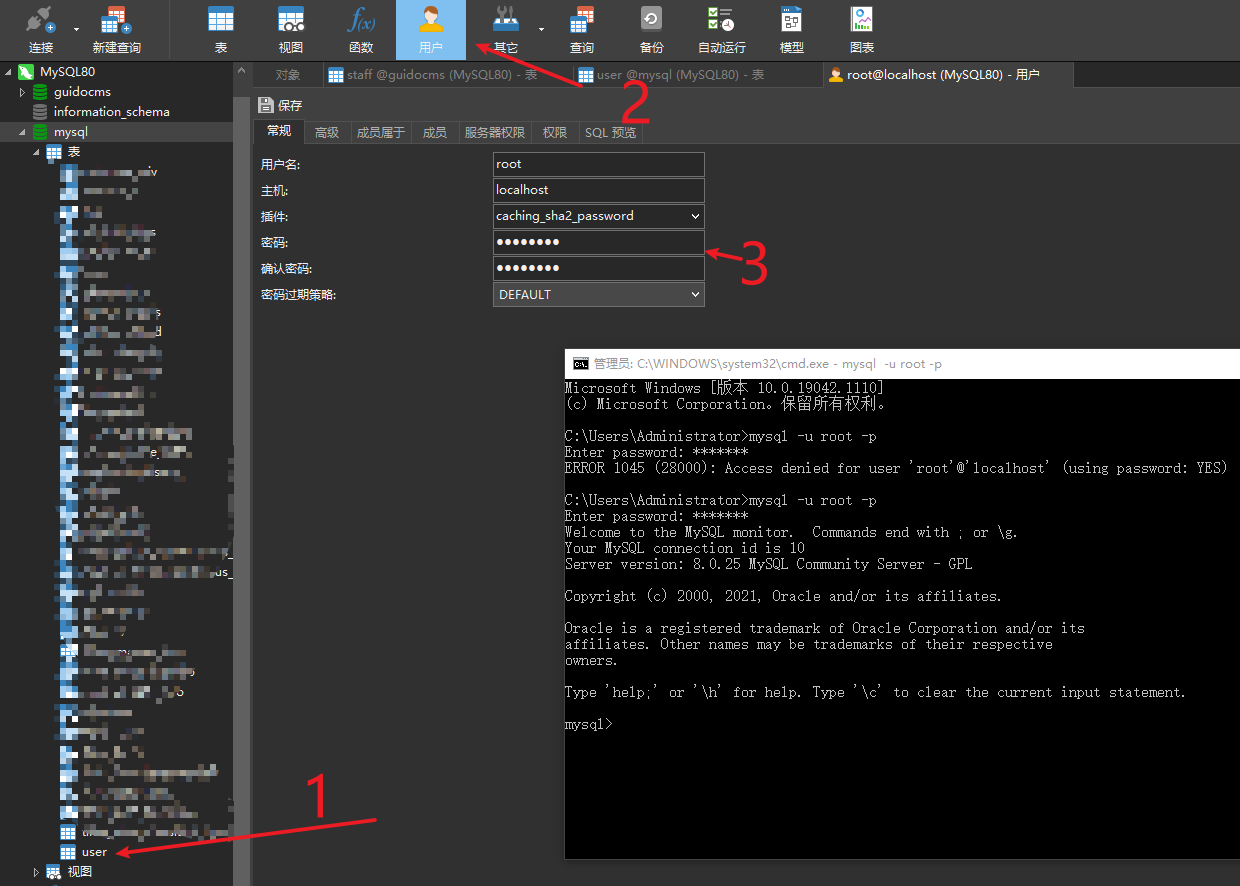 连接
新建查询
表
视图
函数
用户
其它
查询
备份
自动运行
模型
图表
MySQL80
guidocms
information_schema
mysql
表
user
视图
对象
staff @guidocms (MySQL80) - 表
user @mysql (MySQL80) - 表
root@localhost (MySQL80) - 用户
保存
常规 高级 成员属于 成员 服务器权限 权限 SQL 预览
用户名: root
主机: localhost
插件: caching_sha2_password
密码: ●●●●●●●●
确认密码: ●●●●●●●●
密码过期策略: DEFAULT
1
2
3
管理员: C:\WINDOWS\system32\cmd.exe - mysql -u root -p
Microsoft Windows [版本 10.0.19042.1110]
(c) Microsoft Corporation。保留所有权利。
C:\Users\Administrator>mysql -u root -p
Enter password: *******
ERROR 1045 (28000): Access denied for user 'root'@'localhost' (using password: YES)
C:\Users\Administrator>mysql -u root -p
Enter password: *******
Welcome to the MySQL monitor.  Commands end with ; or \g.
Your MySQL connection id is 10
Server version: 8.0.25 MySQL Community Server - GPL
Copyright (c) 2000, 2021, Oracle and/or its affiliates.
Oracle is a registered trademark of Oracle Corporation and/or its
affiliates. Other names may be trademarks of their respective
owners.
Type 'help;' or '\h' for help. Type '\c' to clear the current input statement.
mysql>